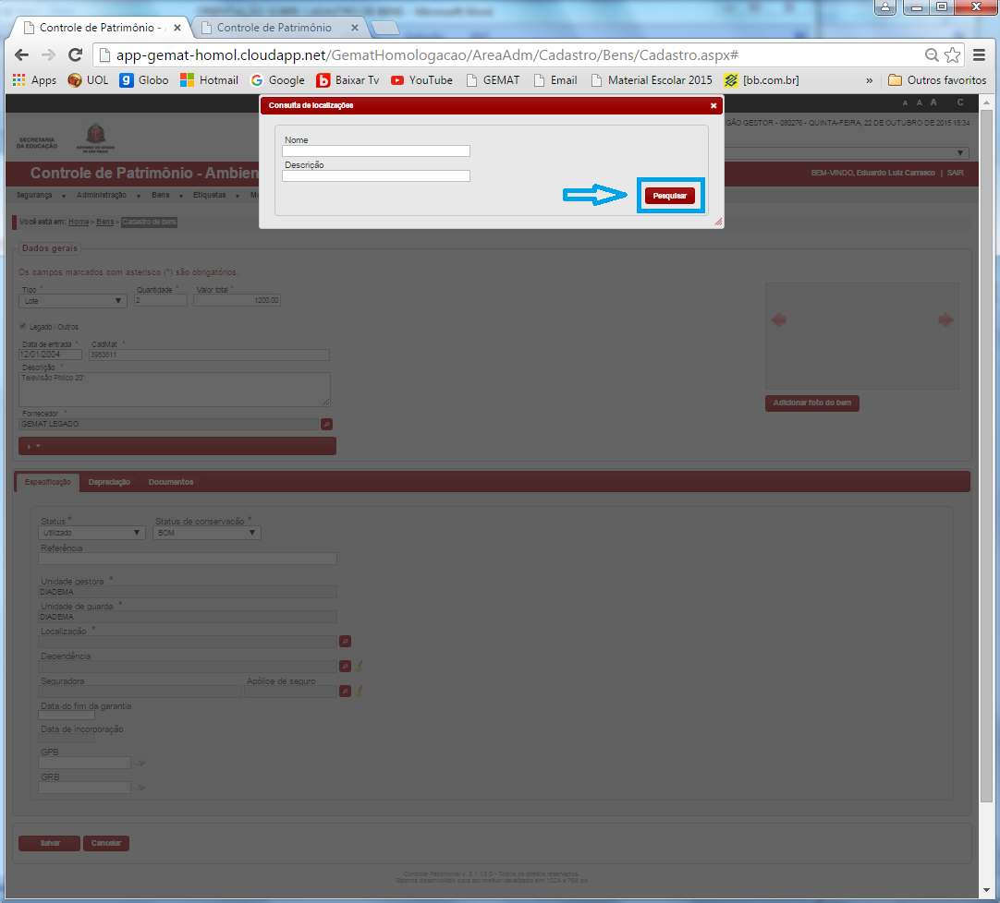 Controle de Patrimônio - Controle de Patrimônio
app-gemat-homol.cloudapp.net/GematHomologacao/AreaAdm/Cadastro/Bens/Cadastro.aspx#
Apps UOL Globo Hotmail Google Baixar Tv YouTube GEMAT Email Material Escolar 2015 [bb.com.br] » Outros favoritos
Consulta de localizações
A A A C
SECRETARIA
DA EDUCAÇÃO
GÃO GESTOR - 080276 - QUINTA-FEIRA, 22 DE OUTUBRO DE 2015 15:34
Nome
Descrição
Pesquisar
Controle de Patrimônio - Ambien
BEM-VINDO, Eduardo Luiz Carrasco | SAIR
Segurança Administração Bens Etiquetas M
Você está em: Home > Bens > Cadastro de bens
Dados gerais
Os campos marcados com asterisco (*) são obrigatórios.
Tipo * Quantidade * Valor total *
Lote 2 1200,00
Legado / Outros
Data de entrada * CadMat *
12/01/2004 3983811
Descrição *
Televisão Philco 20'
Fornecedor *
GEMAT LEGADO
Adicionar foto do bem
Especificação Depreciação Documentos
Status * Status de conservação *
Utilizado BOM
Referência
Unidade gestora *
DIADEMA
Unidade de guarda *
DIADEMA
Localização *
Dependência
Seguradora Apólice de seguro
Data do fim da garantia
Data de incorporação
GPB
GRB
Salvar Cancelar
Controle Patrimonial v. 3.1.13.0 - Todos os direitos reservados.
Sistema desenvolvido para ser melhor visualizado em 1024 x 768 px